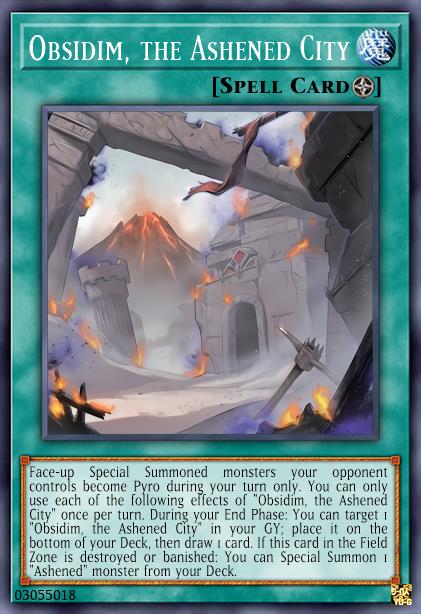 OBSIDIM, THE ASHENED CITY
魔
[SPELL CARD]
Face-up Special Summoned monsters your opponent
controls become Pyro during your turn only. You can only
use each of the following effects of "Obsidim, the Ashened
City" once per turn. During your End Phase: You can target 1
"Obsidim, the Ashened City" in your GY; place it on the
bottom of your Deck, then draw 1 card. If this card in the Field
Zone is destroyed or banished: You can Special Summon 1
"Ashened" monster from your Deck.
03055018